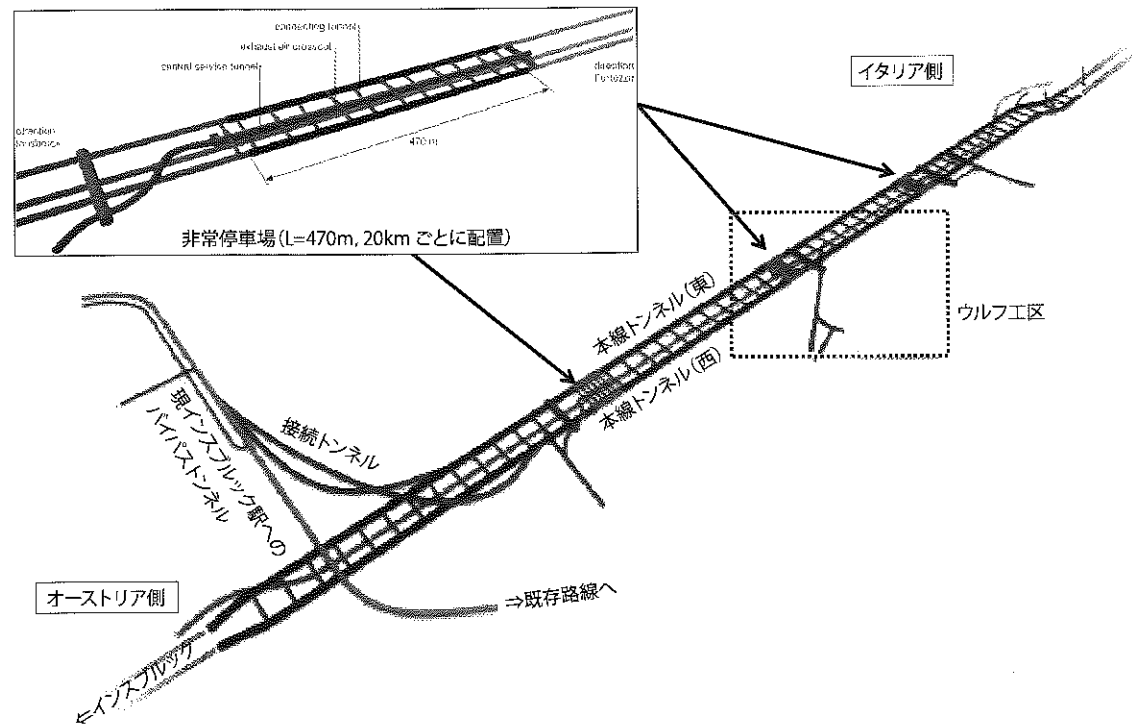 connecting tunnel
exhaust air crosscut
central service tunnel
direction
470 m
非常停車場(L=470m, 20km ごとに配置)
イタリア側
ウルフ工区
本線トンネル(東)
本線トンネル(西)
接続トンネル
現インスブルック駅への
バイパストンネル
オーストリア側
⇒既存路線へ
⇐インスブルック